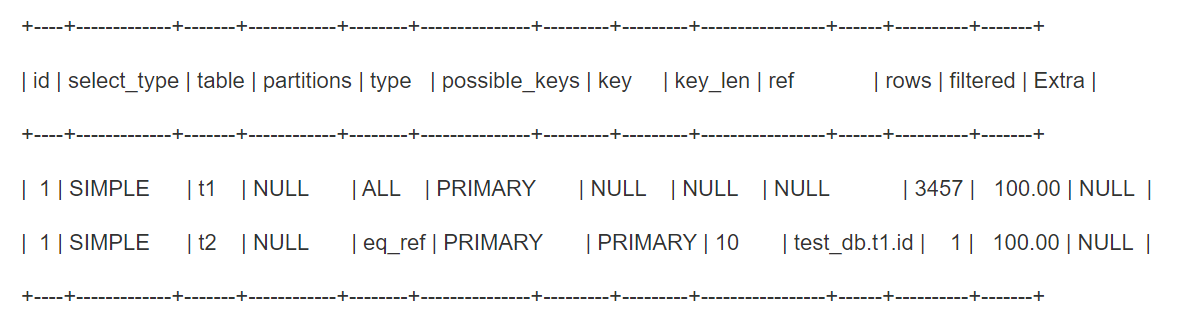 +----+-------------+-------+------------+--------+---------------+---------+---------+-----------------+------+----------+-------+
| id | select_type | table | partitions | type | possible_keys | key | key_len | ref | rows | filtered | Extra |
+----+-------------+-------+------------+--------+---------------+---------+---------+-----------------+------+----------+-------+
| 1 | SIMPLE | t1 | NULL | ALL | PRIMARY | NULL | NULL | NULL | 3457 | 100.00 | NULL |
| 1 | SIMPLE | t2 | NULL | eq_ref | PRIMARY | PRIMARY | 10 | test_db.t1.id | 1 | 100.00 | NULL |
+----+-------------+-------+------------+--------+---------------+---------+---------+-----------------+------+----------+-------+